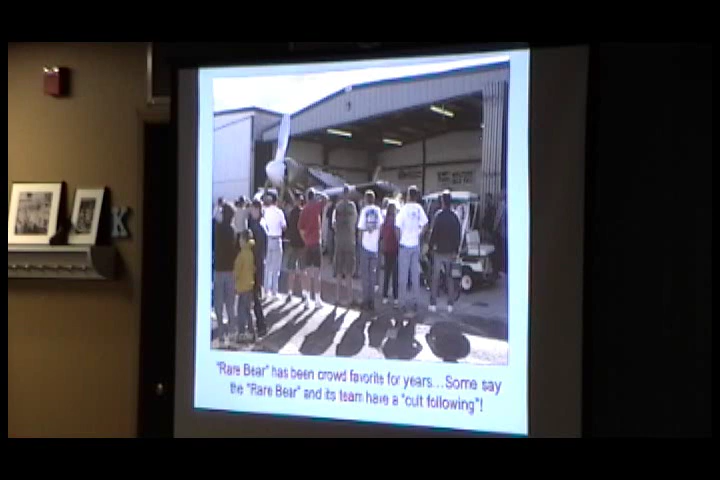 K
"Rare Bear" has been crowd favorite for years...Some say
the "Rare Bear" and its team have a "cult following"!